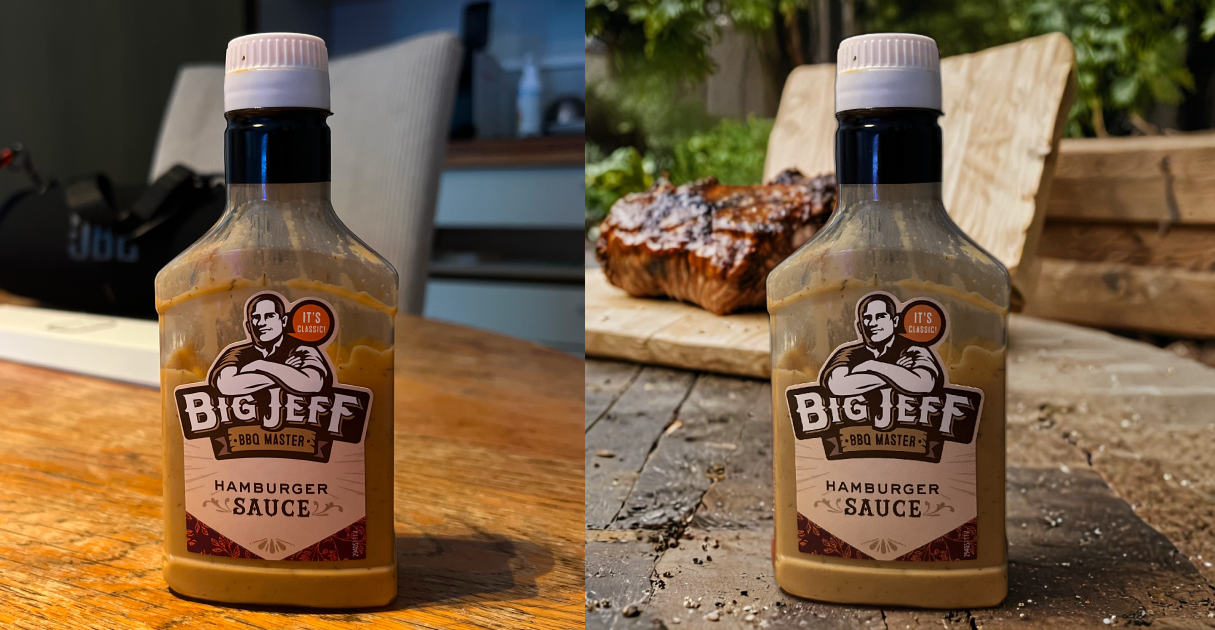 JBL
IT'S
CLASSIC!
BIG JEFF
BBQ MASTER
HAMBURGER
SAUCE
IT'S
CLASSIC!
BIG JEFF
BBQ MASTER
HAMBURGER
SAUCE